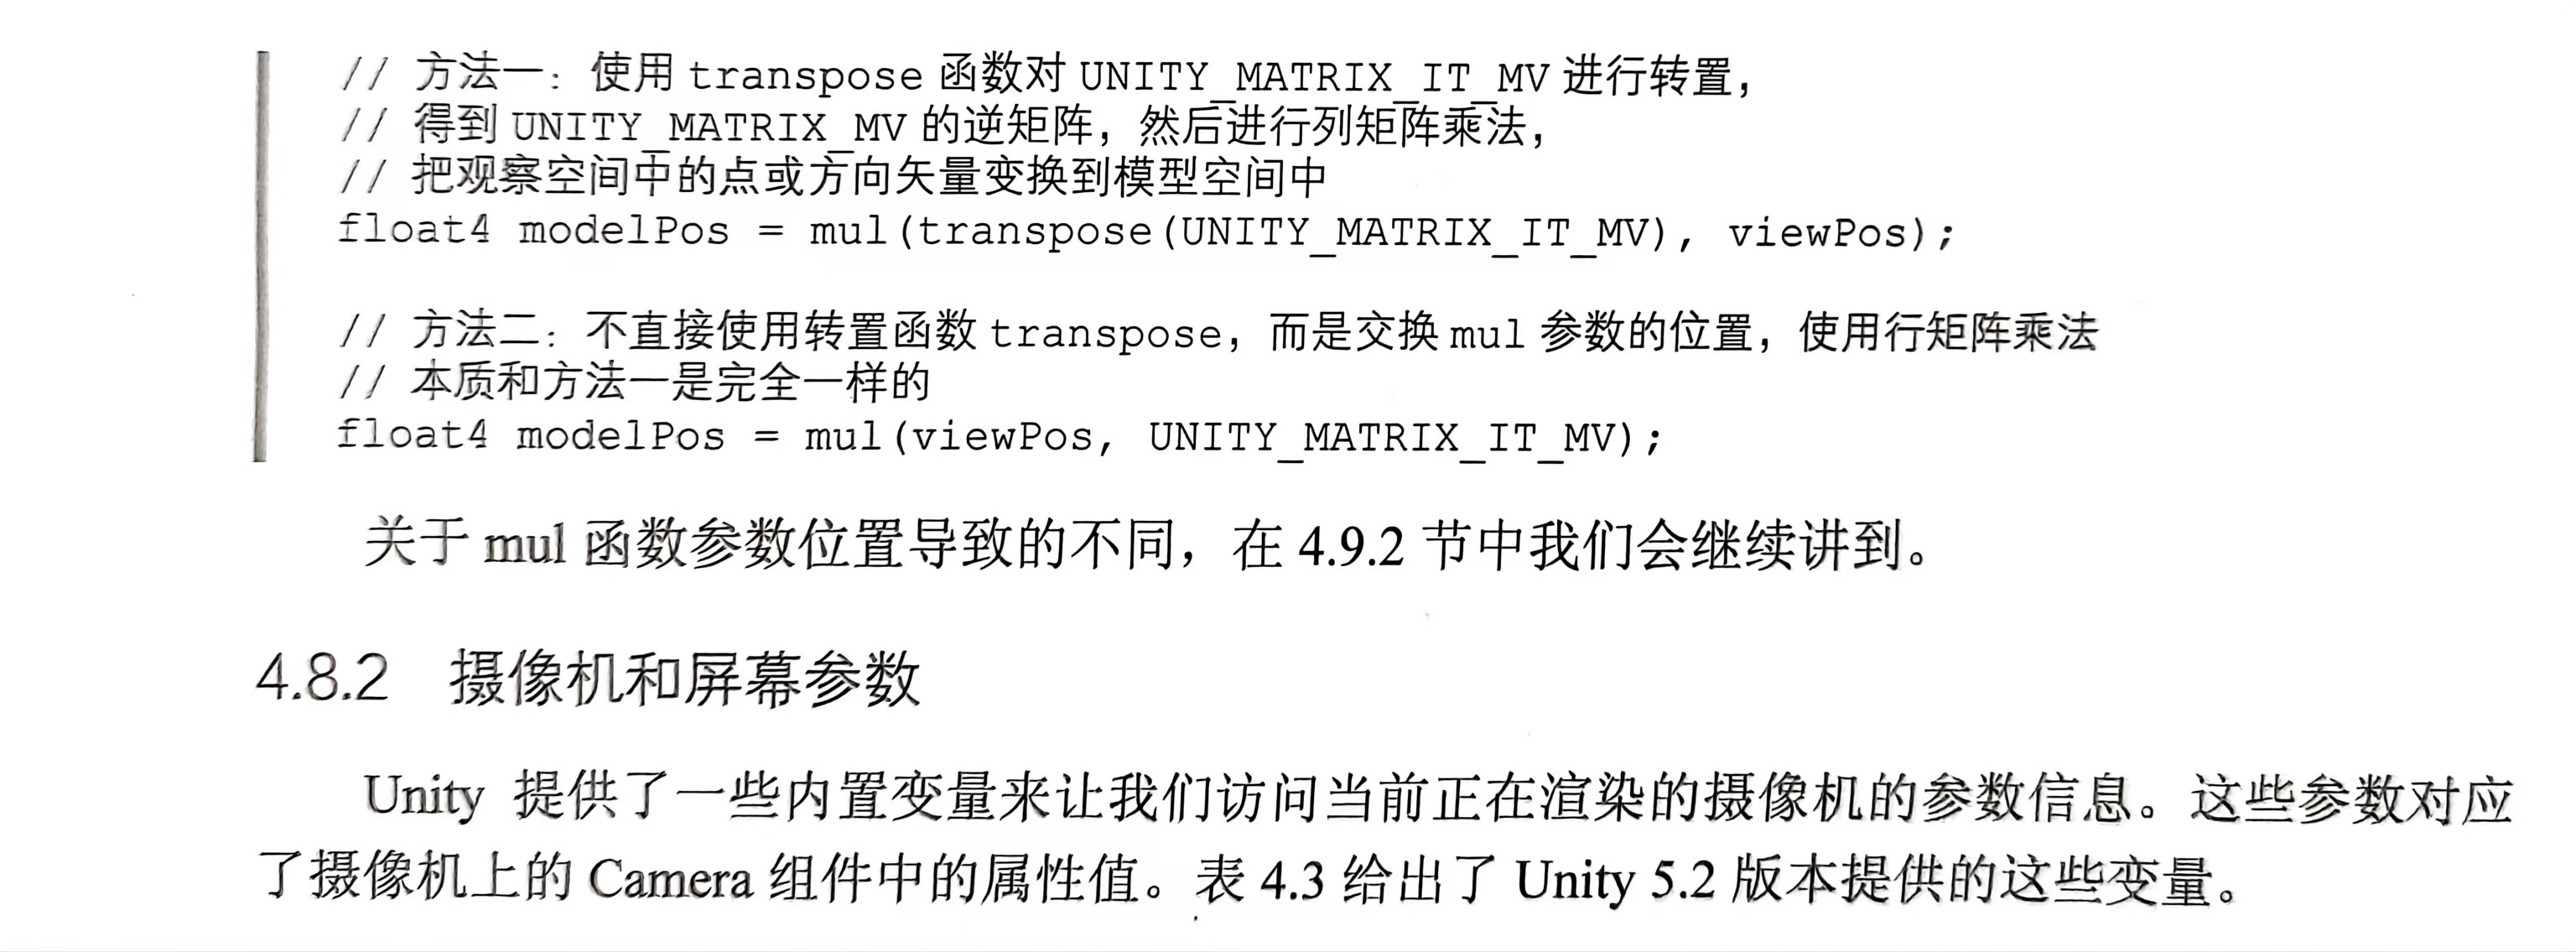 // 方法一：使用 transpose 函数对 UNITY_MATRIX_IT_MV 进行转置，
// 得到 UNITY_MATRIX_MV 的逆矩阵，然后进行列矩阵乘法，
// 把观察空间中的点或方向矢量变换到模型空间中
float4 modelPos = mul(transpose(UNITY_MATRIX_IT_MV), viewPos);
// 方法二：不直接使用转置函数 transpose，而是交换 mul 参数的位置，使用行矩阵乘法
// 本质和方法一是完全一样的
float4 modelPos = mul(viewPos, UNITY_MATRIX_IT_MV);
关于 mul 函数参数位置导致的不同，在 4.9.2 节中我们会继续讲到。
4.8.2 摄像机和屏幕参数
Unity 提供了一些内置变量来让我们访问当前正在渲染的摄像机的参数信息。这些参数对应
了摄像机上的 Camera 组件中的属性值。表 4.3 给出了 Unity 5.2 版本提供的这些变量。